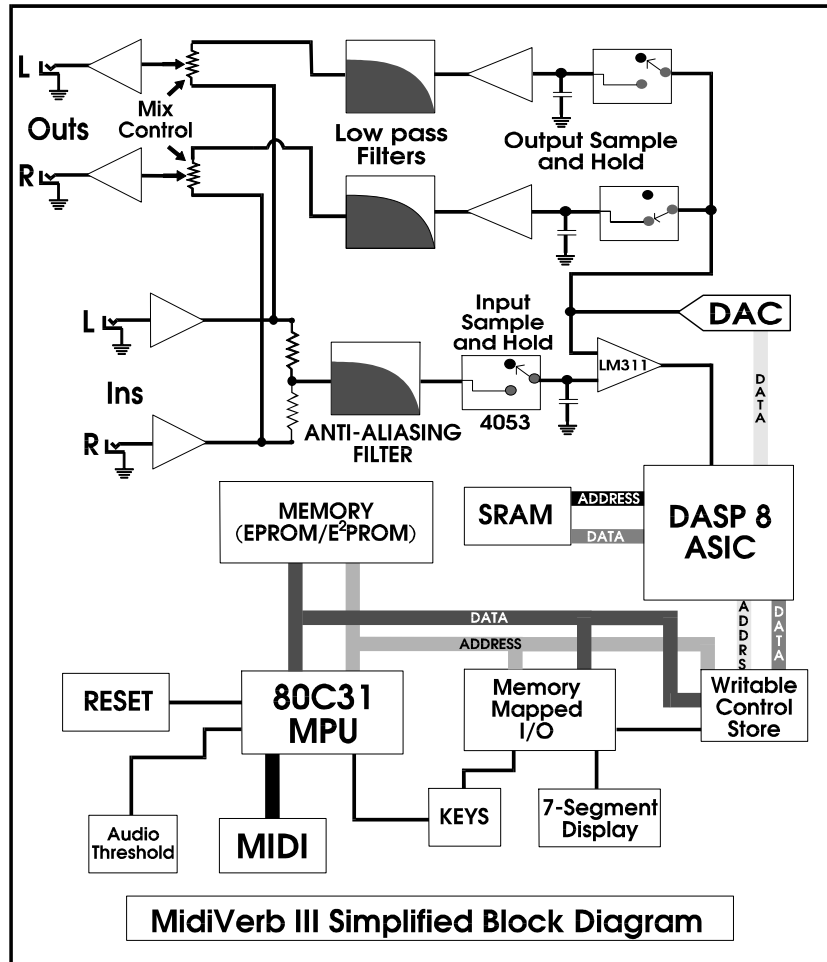 L
Outs
Mix
Control
R
Low pass
Filters
Output Sample
and Hold
L
Ins
R
Input
Sample
and Hold
4053
ANTI-ALIASING
FILTER
LM311
DAC
DATA
MEMORY
(EPROM/E²PROM)
SRAM
ADDRESS
DATA
DASP 8
ASIC
DATA
ADDRESS
ADDRS
DATA
RESET
80C31
MPU
Memory
Mapped
I/O
Writable
Control
Store
Audio
Threshold
MIDI
KEYS
7-Segment
Display
MidiVerb III Simplified Block Diagram